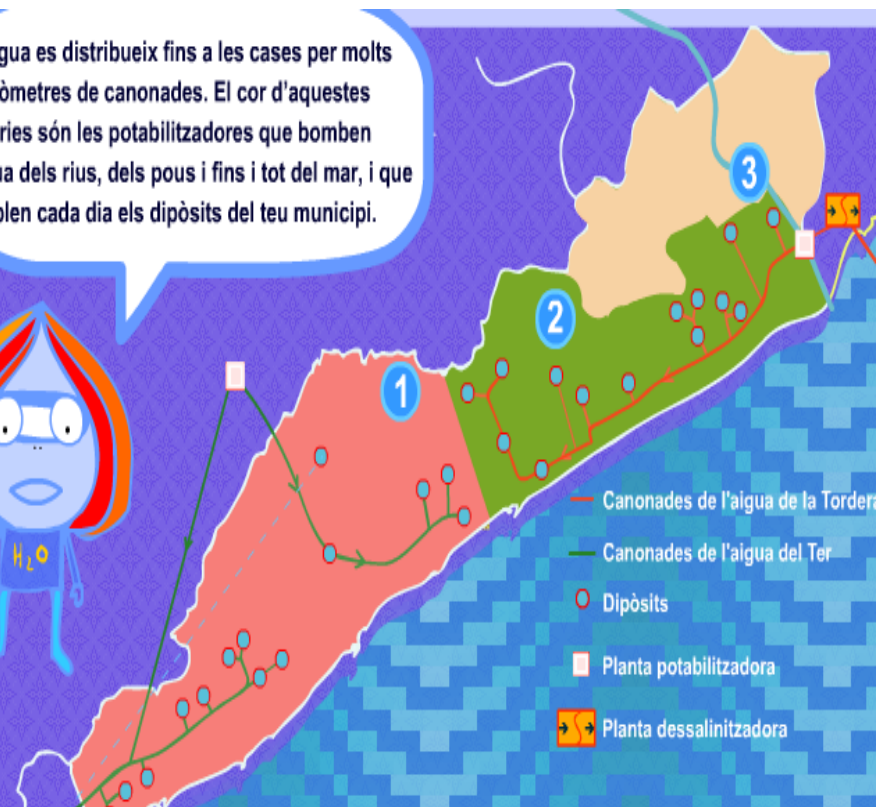 gua es distribueix fins a les cases per molts
òmetres de canonades. El cor d'aquestes
ries són les potabilitzadores que bomben
ua dels rius, dels pous i fins i tot del mar, i que
plen cada dia els dipòsits del teu municipi.
3
2
1
H2O
Canonades de l'aigua de la Tordera
Canonades de l'aigua del Ter
Dipòsits
Planta potabilitzadora
Planta dessalinitzadora